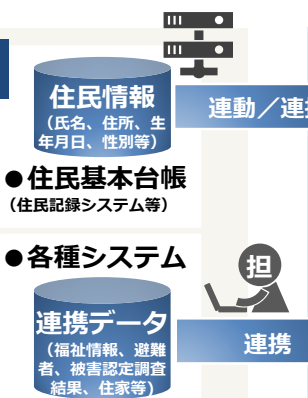 住民情報
（氏名、住所、生
年月日、性別等）
連動／連
●住民基本台帳
（住民記録システム等）
●各種システム
担
連携データ
（福祉情報、避難
者、被害認定調査
結果、住家等）
連携